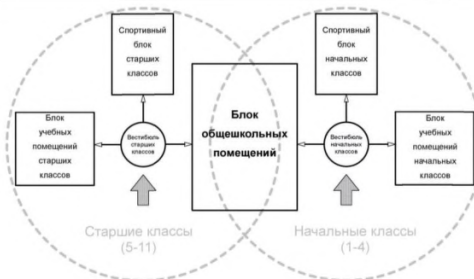 Спортивный
блок
старших
классов
Спортивный
блок
начальных
классов
Блок
учебных
помещений
старших
классов
Вестибюль
старших
классов
Блок
общешкольных
помещений
Вестибюль
начальных
классов
Блок
учебных
помещений
начальных
классов
Старшие классы
(5-11)
Начальные классы
(1-4)